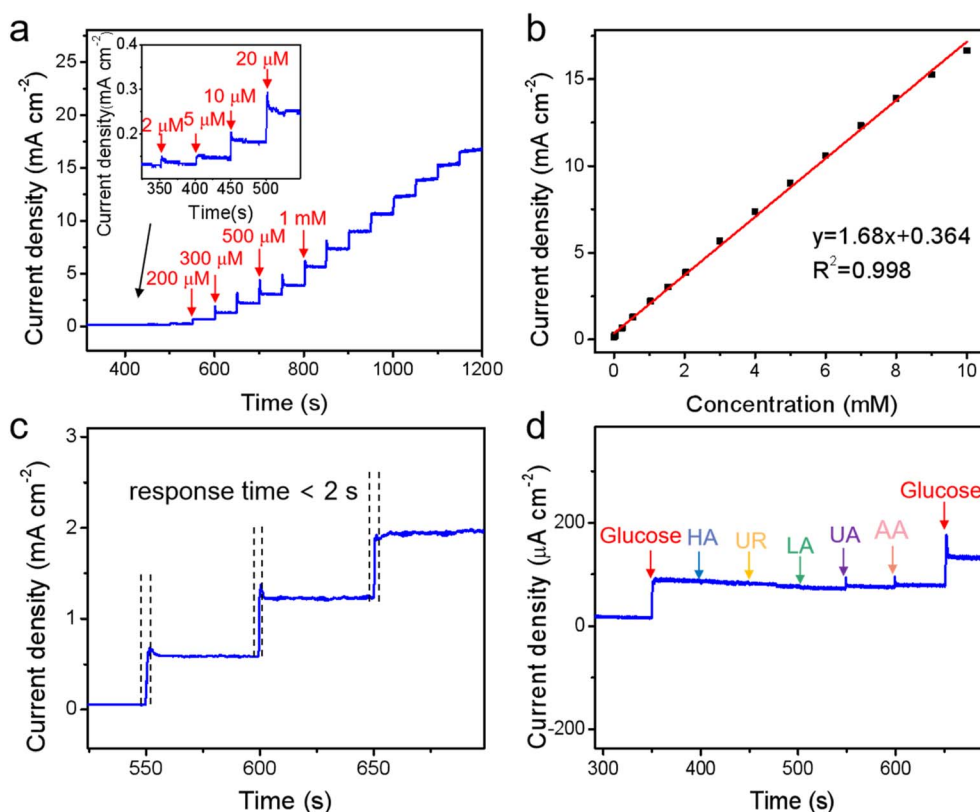 a
Current density (mA cm-2)
25
20
15
10
5
0
400
600
800
1000
1200
Time (s)
200 μM
300 μM
500 μM
1 mM
Current density(mA cm-2)
0.4
0.3
0.2
350
400
450
500
Time(s)
2 μM
5 μM
10 μM
20 μM
b
Current density (mA cm-2)
15
10
5
0
0
2
4
6
8
10
Concentration (mM)
y=1.68x+0.364
R2=0.998
c
Current density (mA cm-2)
3
2
1
0
550
600
650
Time (s)
response time < 2 s
d
Current density (μA cm-2)
200
0
-200
300
400
500
600
Time (s)
Glucose
HA
UR
LA
UA
AA
Glucose